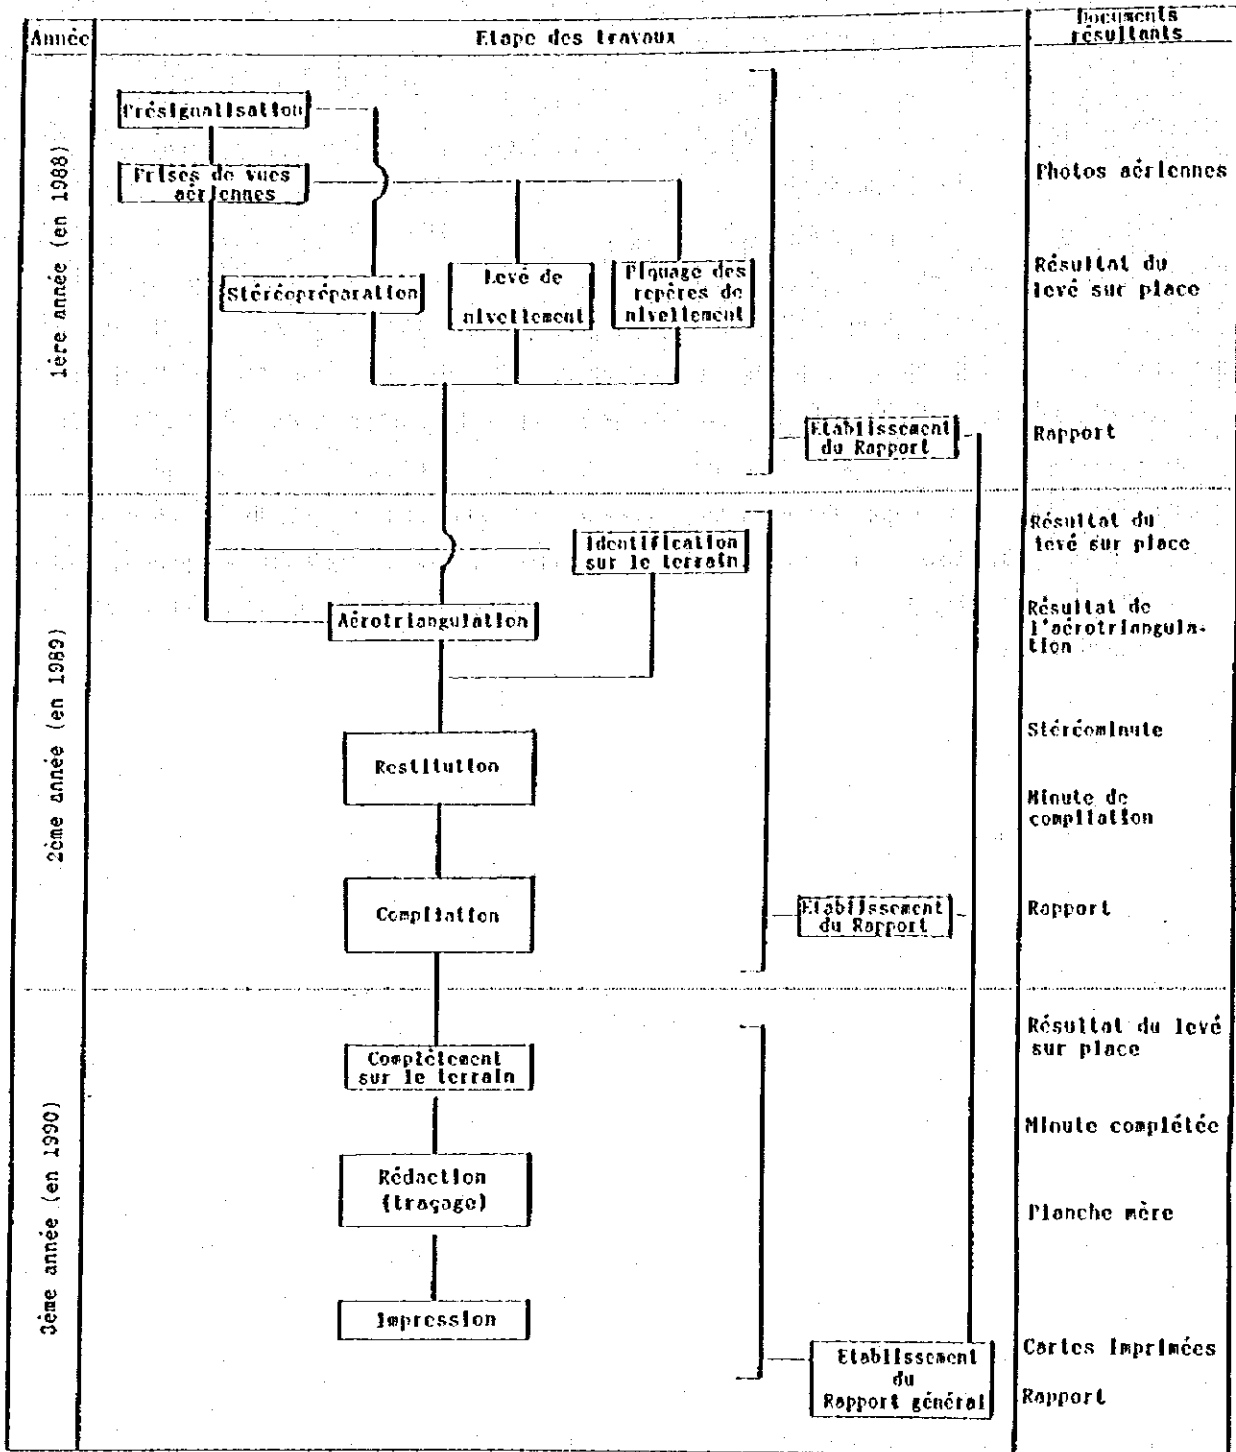 Année
Etape des travaux
Documents
résultants
1ère année (en 1988)
Présignalisation
Prises de vues
aériennes
Photos aériennes
Stéréopréparation
Levé de
nivellement
Piquage des
repères de
nivellement
Résultat du
levé sur place
Etablissement
du Rapport
Rapport
2ème année (en 1989)
Identification
sur le terrain
Résultat du
levé sur place
Aérotriangulation
Résultat de
l'aérotriangula-
tion
Restitution
Stéréominute
Minute de
compilation
Compilation
Etablissement
du Rapport
Rapport
3ème année (en 1990)
Complètement
sur le terrain
Résultat du levé
sur place
Minute complétée
Rédaction
(traçage)
Planche mère
Impression
Cartes Imprimées
Etablissement
du
Rapport général
Rapport